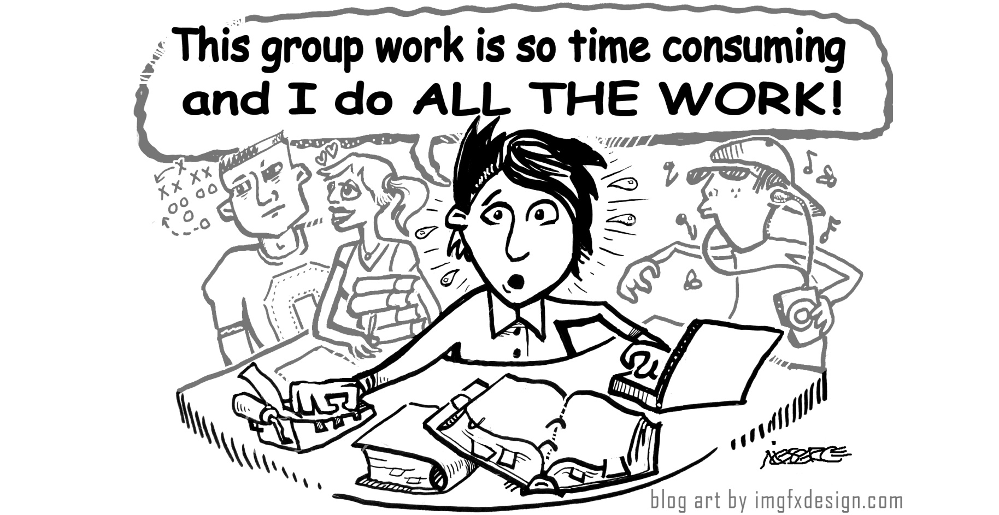 This group work is so time consuming
and I do ALL THE WORK!
blog art by imgfxdesign.com